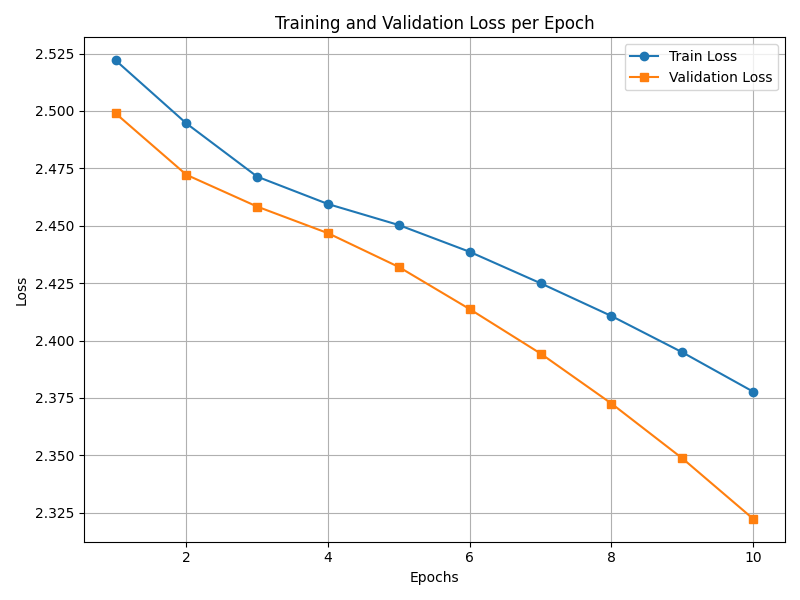 Training and Validation Loss per Epoch
Train Loss
Validation Loss
2.525
2.500
2.475
2.450
2.425
2.400
2.375
2.350
2.325
Loss
2 4 6 8 10
Epochs